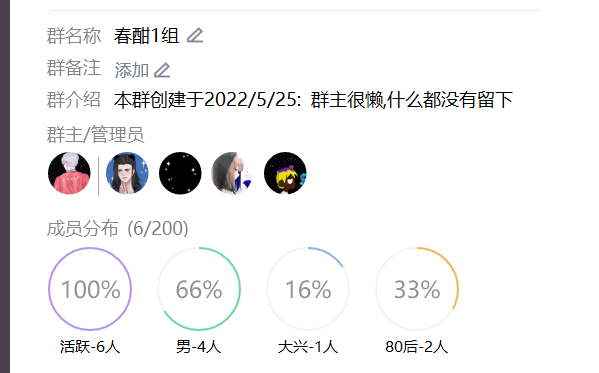 群名称 春酣1组
群备注 添加
群介绍 本群创建于2022/5/25: 群主很懒,什么都没有留下
群主/管理员
成员分布 (6/200)
100% 66% 16% 33%
活跃-6人 男-4人 大兴-1人 80后-2人